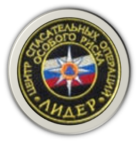 ЦЕНТР СПАСАТЕЛЬНЫХ ОПЕРАЦИЙ
ОСОБОГО РИСКА
ЛИДЕР